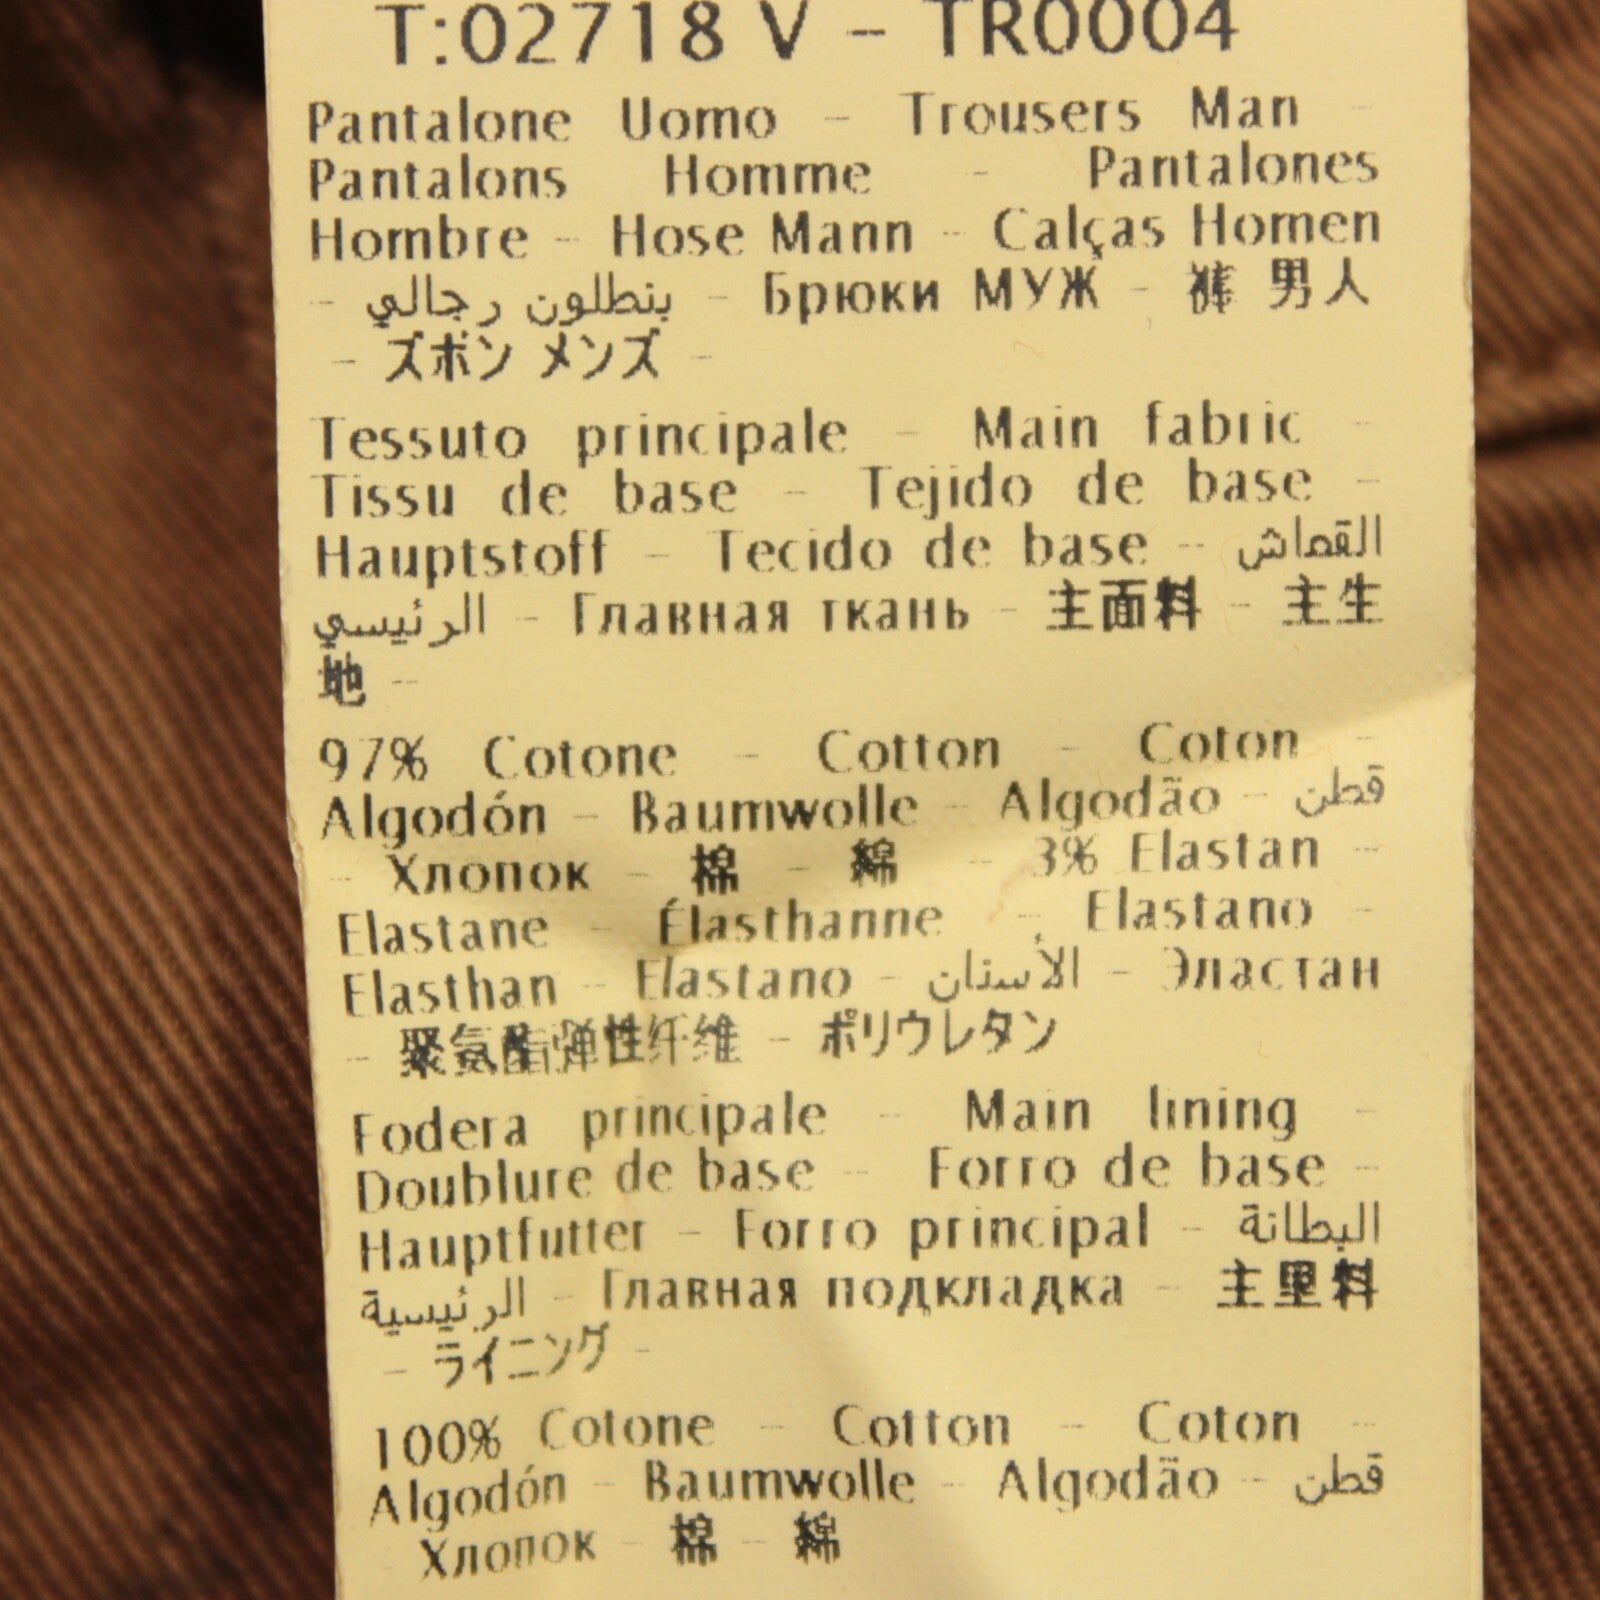 T:02718 V - TR0004
Pantalone Uomo - Trousers Man -
Pantalons Homme - Pantalones
Hombre - Hose Mann - Calças Homen
- بنطلون رجالي - Брюки МУЖ - 裤 男人
- ズボン メンズ -
Tessuto principale - Main fabric -
Tissu de base - Tejido de base -
Hauptstoff - Tecido de base - القماش
الرئيسي - Главная ткань - 主面料 - 主生
地 -
97% Cotone - Cotton - Coton -
Algodón - Baumwolle - Algodão - قطن
- Хлопок - 棉 - 綿 - 3% Elastan -
Elastane - Élasthanne - Elastano -
Elasthan - Elastano - الأستان - Эластан
- 聚氨酯弹性纤维 - ポリウレタン
Fodera principale - Main lining -
Doublure de base - Forro de base -
Hauptfutter - Forro principal - البطانة
الرئيسية - Главная подкладка - 主里料
- ライニング -
100% Cotone - Cotton - Coton -
Algodón - Baumwolle - Algodão - قطن
- Хлопок - 棉 - 綿